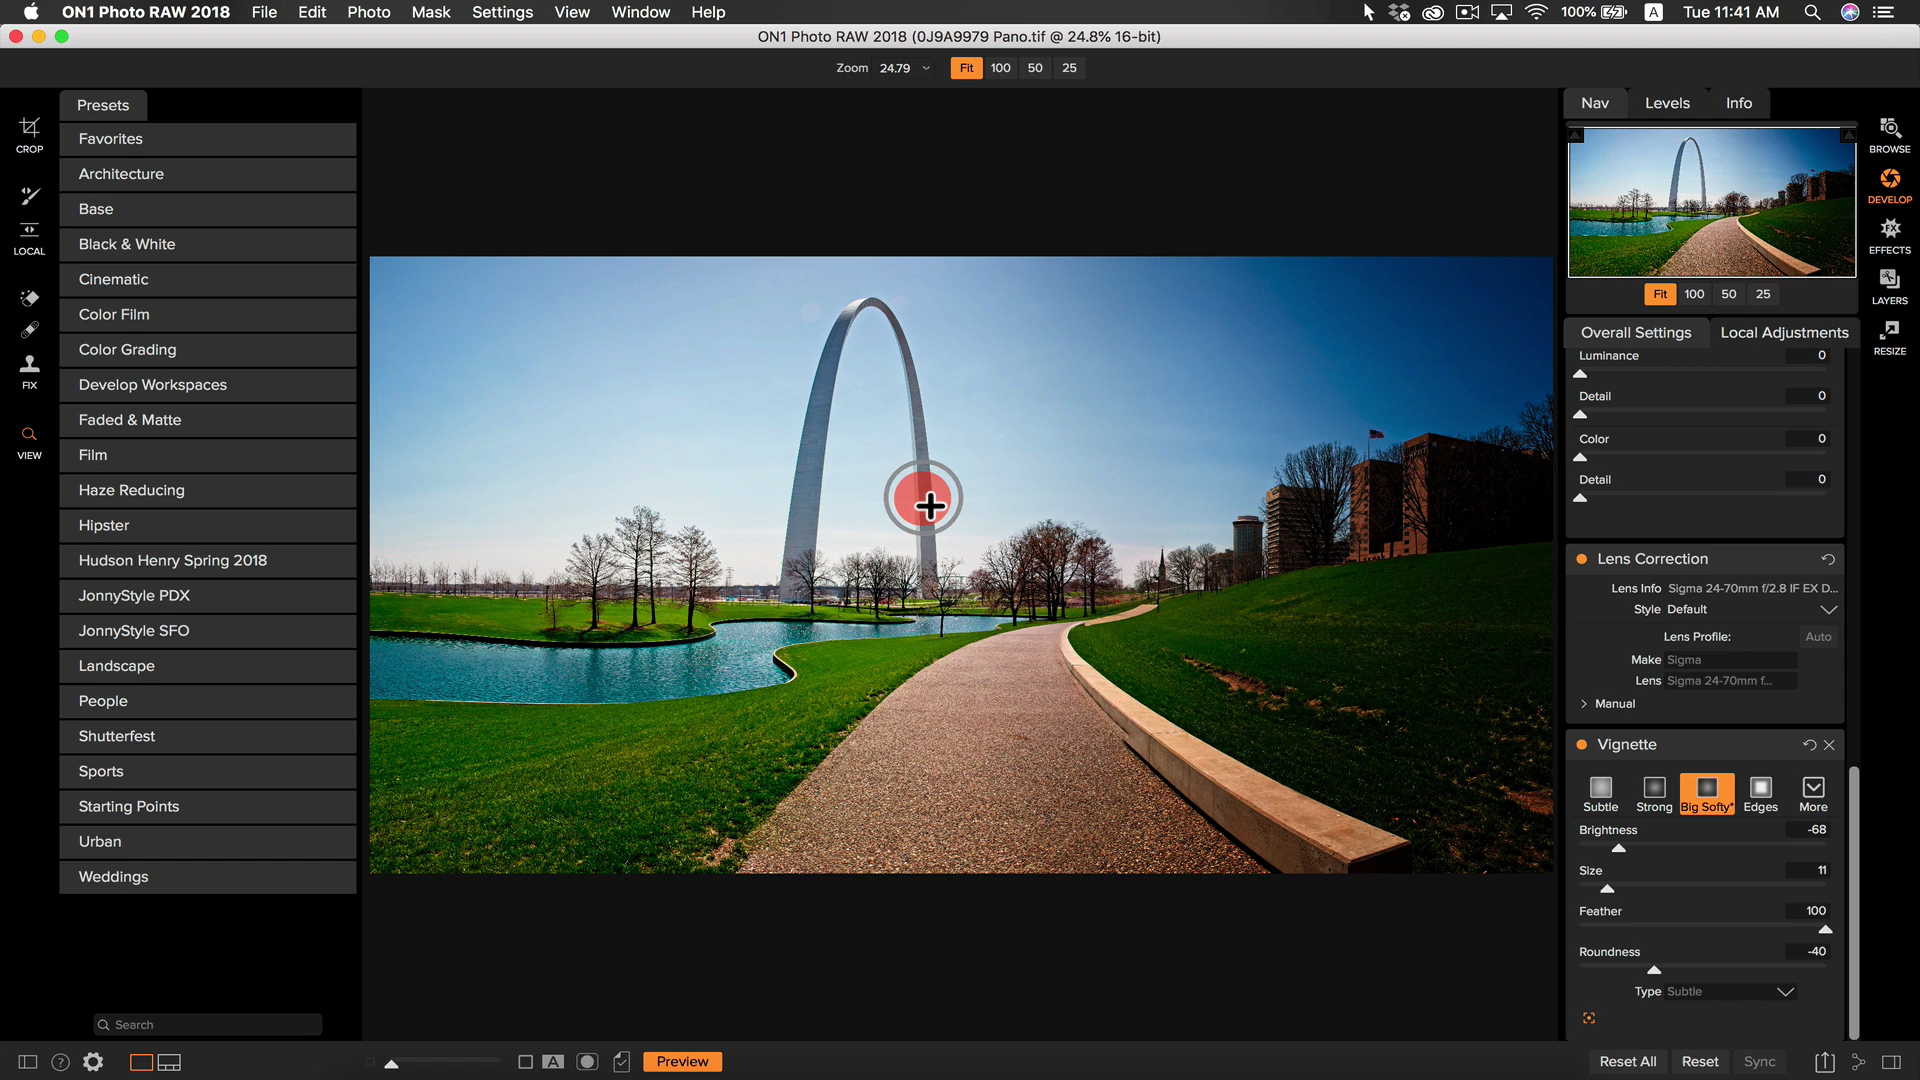 ON1 Photo RAW 2018 File Edit Photo Mask Settings View Window Help 100% A Tue 11:41 AM
ON1 Photo RAW 2018 (0J9A9979 Pano.tif @ 24.8% 16-bit)
Zoom 24.79 Fit 100 50 25
CROP
LOCAL
FIX
VIEW
Presets
Favorites
Architecture
Base
Black & White
Cinematic
Color Film
Color Grading
Develop Workspaces
Faded & Matte
Film
Haze Reducing
Hipster
Hudson Henry Spring 2018
JonnyStyle PDX
JonnyStyle SFO
Landscape
People
Shutterfest
Sports
Starting Points
Urban
Weddings
Search
Nav Levels Info
Fit 100 50 25
Overall Settings Local Adjustments
Luminance 0
Detail 0
Color 0
Detail 0
Lens Correction
Lens Info Sigma 24-70mm f/2.8 IF EX D...
Style Default
Lens Profile: Auto
Make Sigma
Lens Sigma 24-70mm f...
Manual
Vignette
Subtle Strong Big Softy* Edges More
Brightness -68
Size 11
Feather 100
Roundness -40
Type Subtle
BROWSE
DEVELOP
FX
EFFECTS
LAYERS
RESIZE
? A Preview Reset All Reset Sync